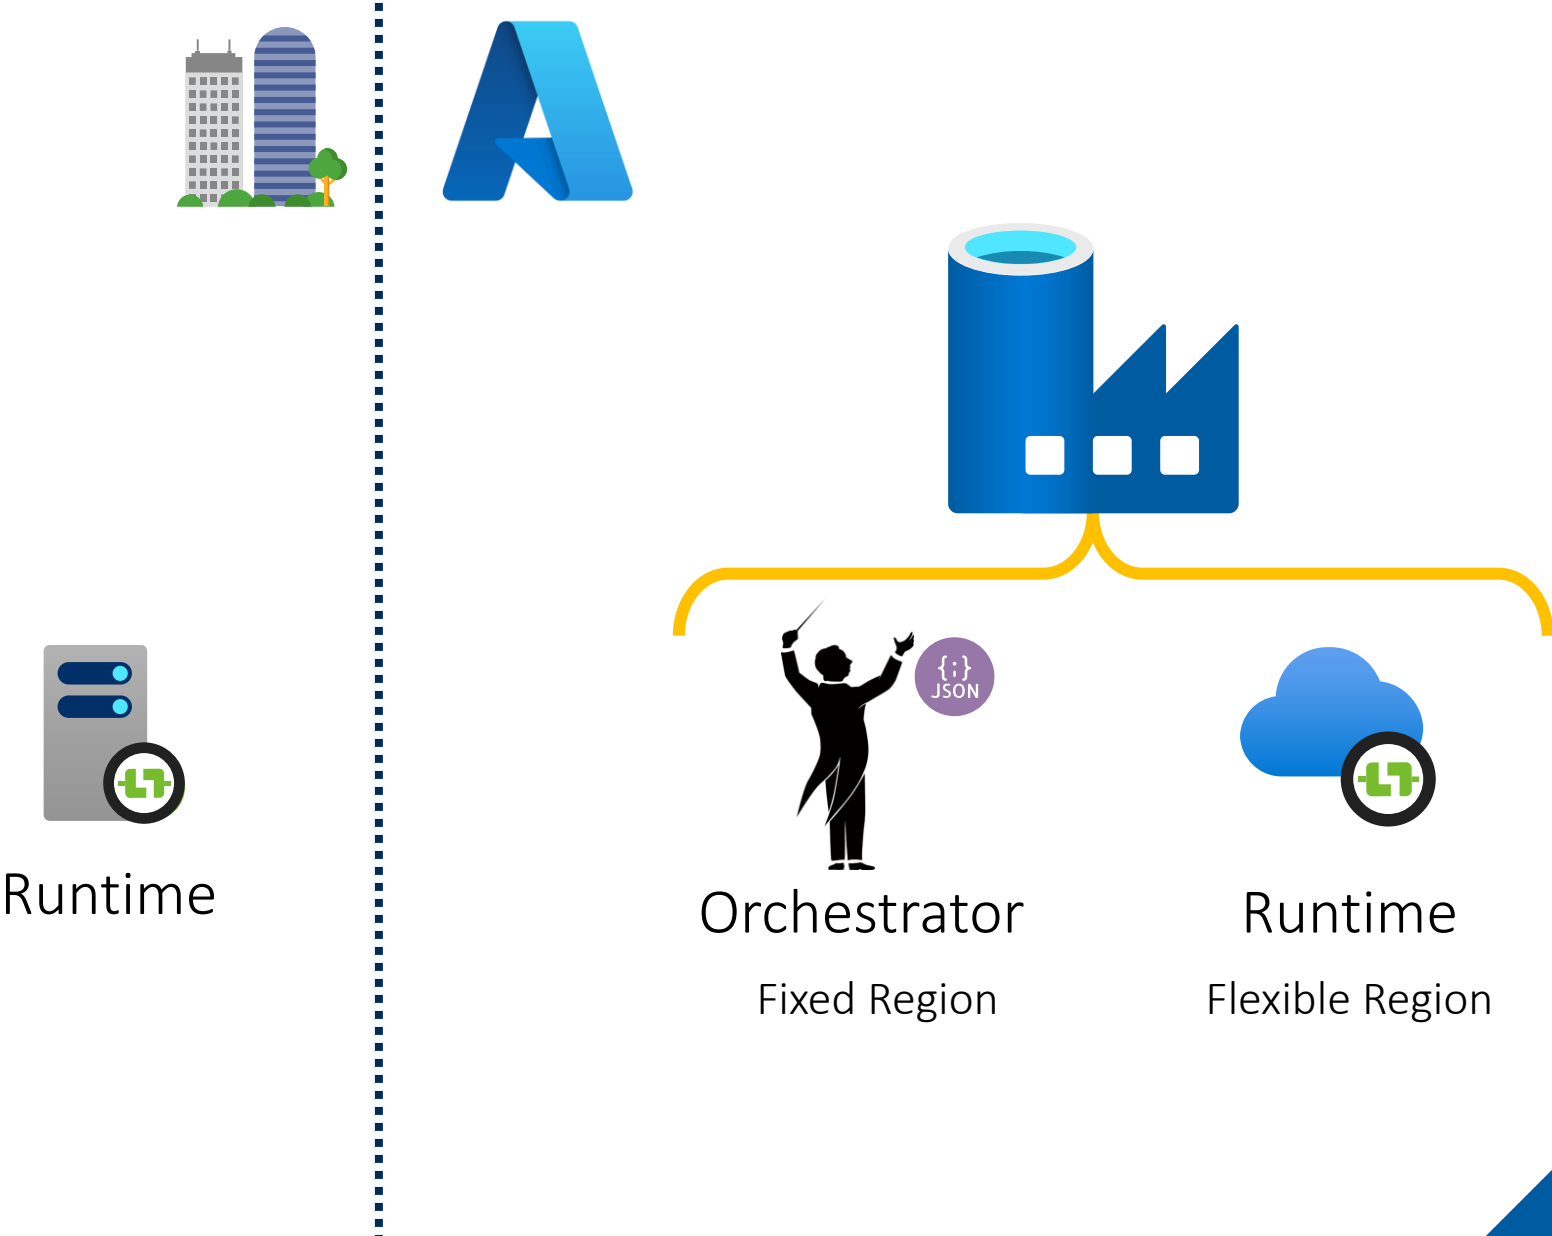 {;}
JSON
Runtime
Orchestrator
Runtime
Fixed Region
Flexible Region